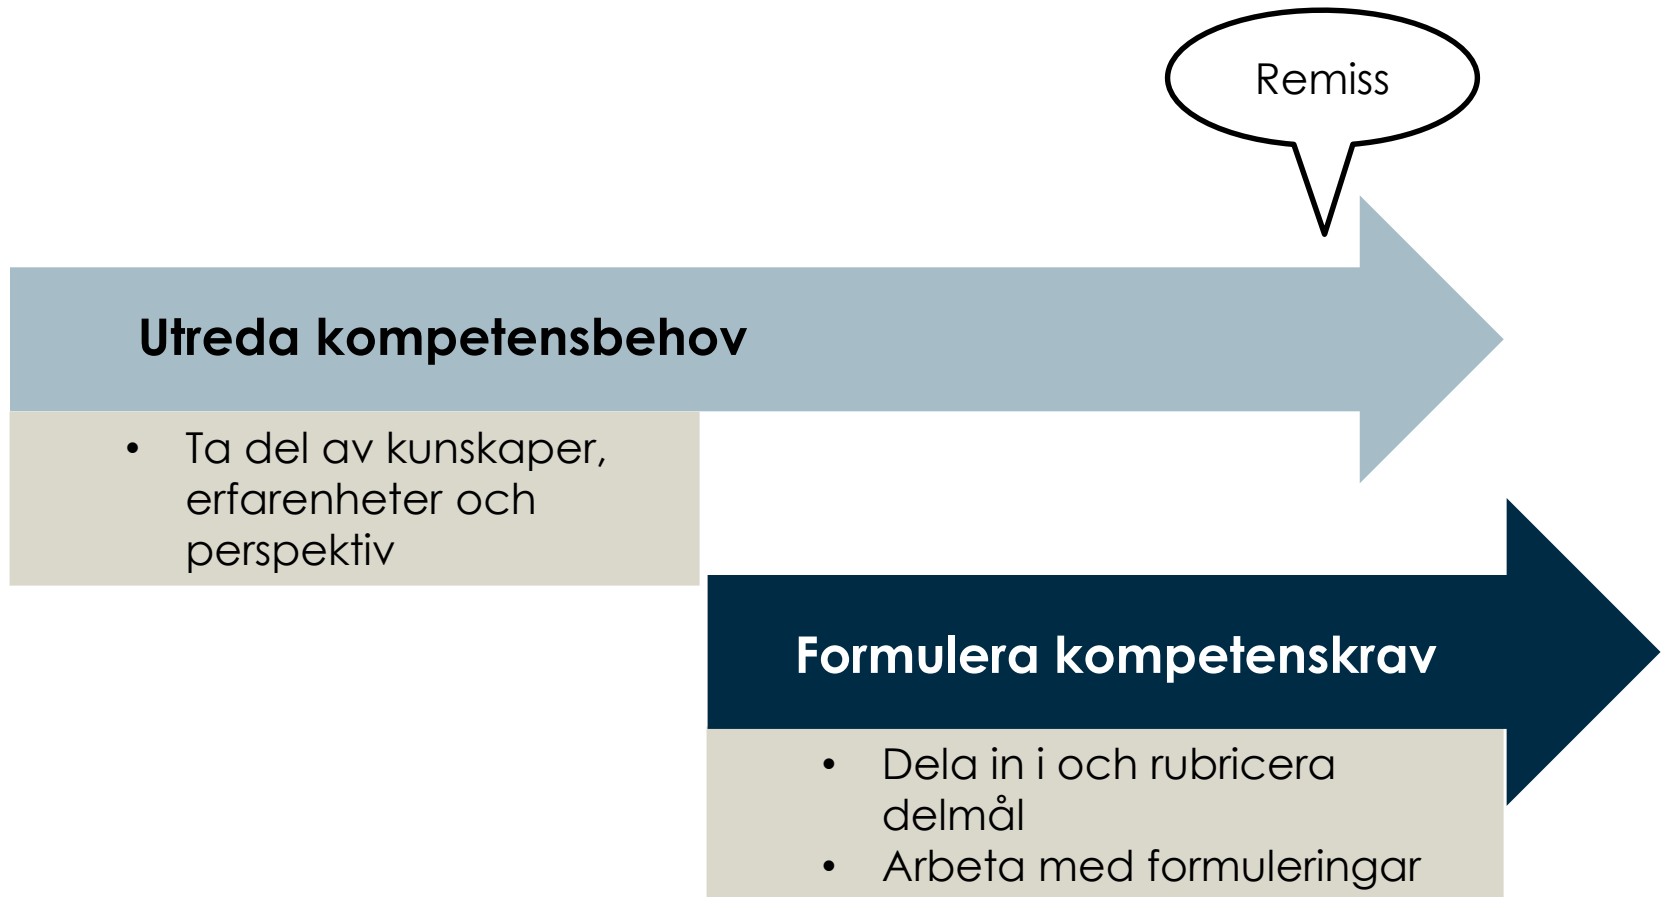 Remiss
Utreda kompetensbehov
• Ta del av kunskaper,
erfarenheter och
perspektiv
Formulera kompetenskrav
• Dela in i och rubricera
delmål
• Arbeta med formuleringar